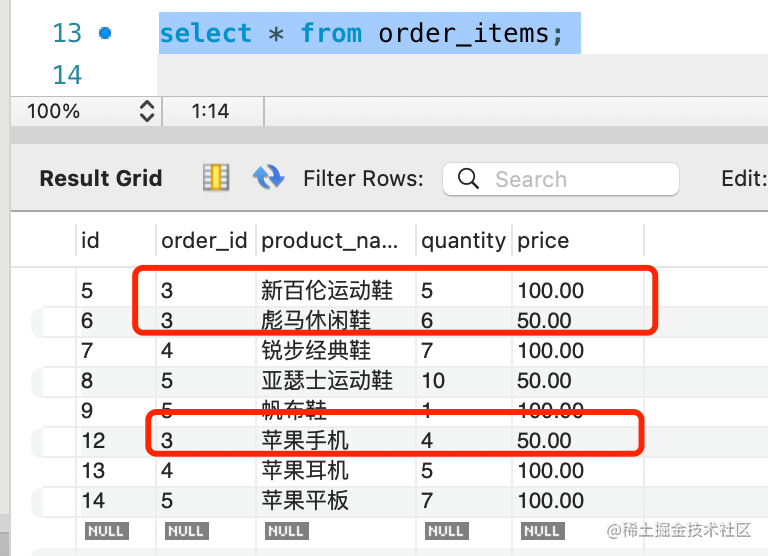 13 select * from order_items;
14
100% 1:14
Result Grid Filter Rows: Search Edit:
id order_id product_na... quantity price
5 3 新百伦运动鞋 5 100.00
6 3 彪马休闲鞋 6 50.00
7 4 锐步经典鞋 7 100.00
8 5 亚瑟士运动鞋 10 50.00
9 5 帆布鞋 1 100.00
12 3 苹果手机 4 50.00
13 4 苹果耳机 5 100.00
14 5 苹果平板 7 100.00
NULL NULL NULL NULL NULL
@稀土掘金技术社区